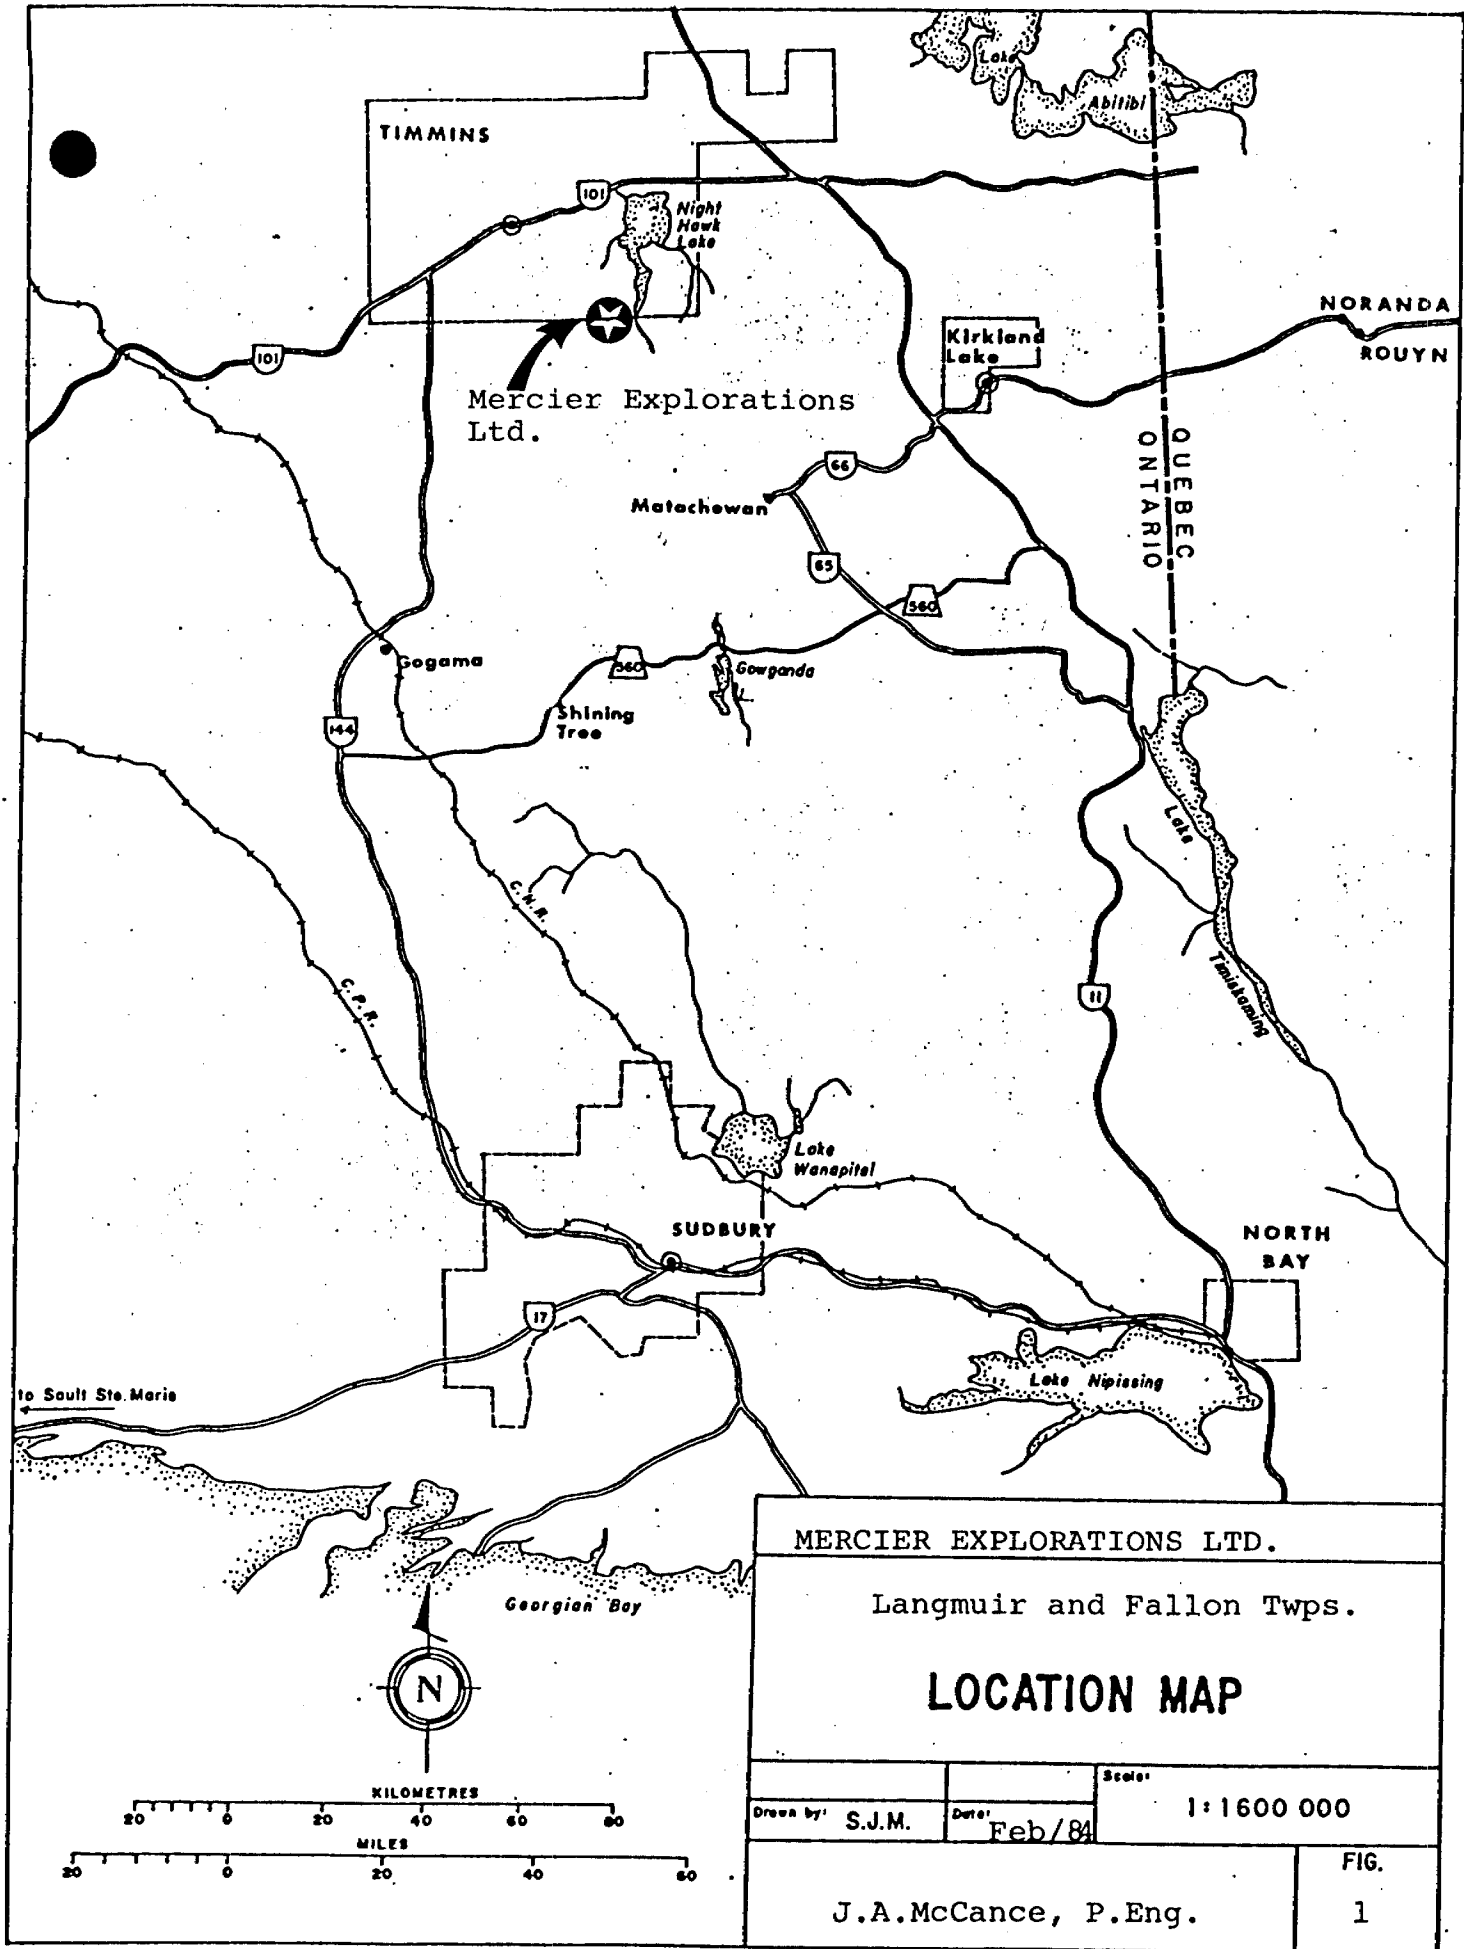 Lake
Abitibi
TIMMINS
101
Night
Hawk
Lake
NORANDA
ROUYN
Kirkland
Lake
101
Mercier Explorations
Ltd.
QUEBEC
ONTARIO
66
Matachewan
65
560
Gogama
560
Gowganda
Shining
Tree
144
Lake
Timiskaming
C.N.R.
C.P.R.
11
Lake
Wanapitei
SUDBURY
NORTH
BAY
17
Lake Nipissing
to Sault Ste. Marie
Georgian Bay
N
KILOMETRES
20 0 20 40 60 80
MILES
20 0 20 40 60
MERCIER EXPLORATIONS LTD.
Langmuir and Fallon Twps.
LOCATION MAP
Drawn by: S.J.M.
Date: Feb/84
Scale:
1:1600 000
J.A.McCance, P.Eng.
FIG.
1